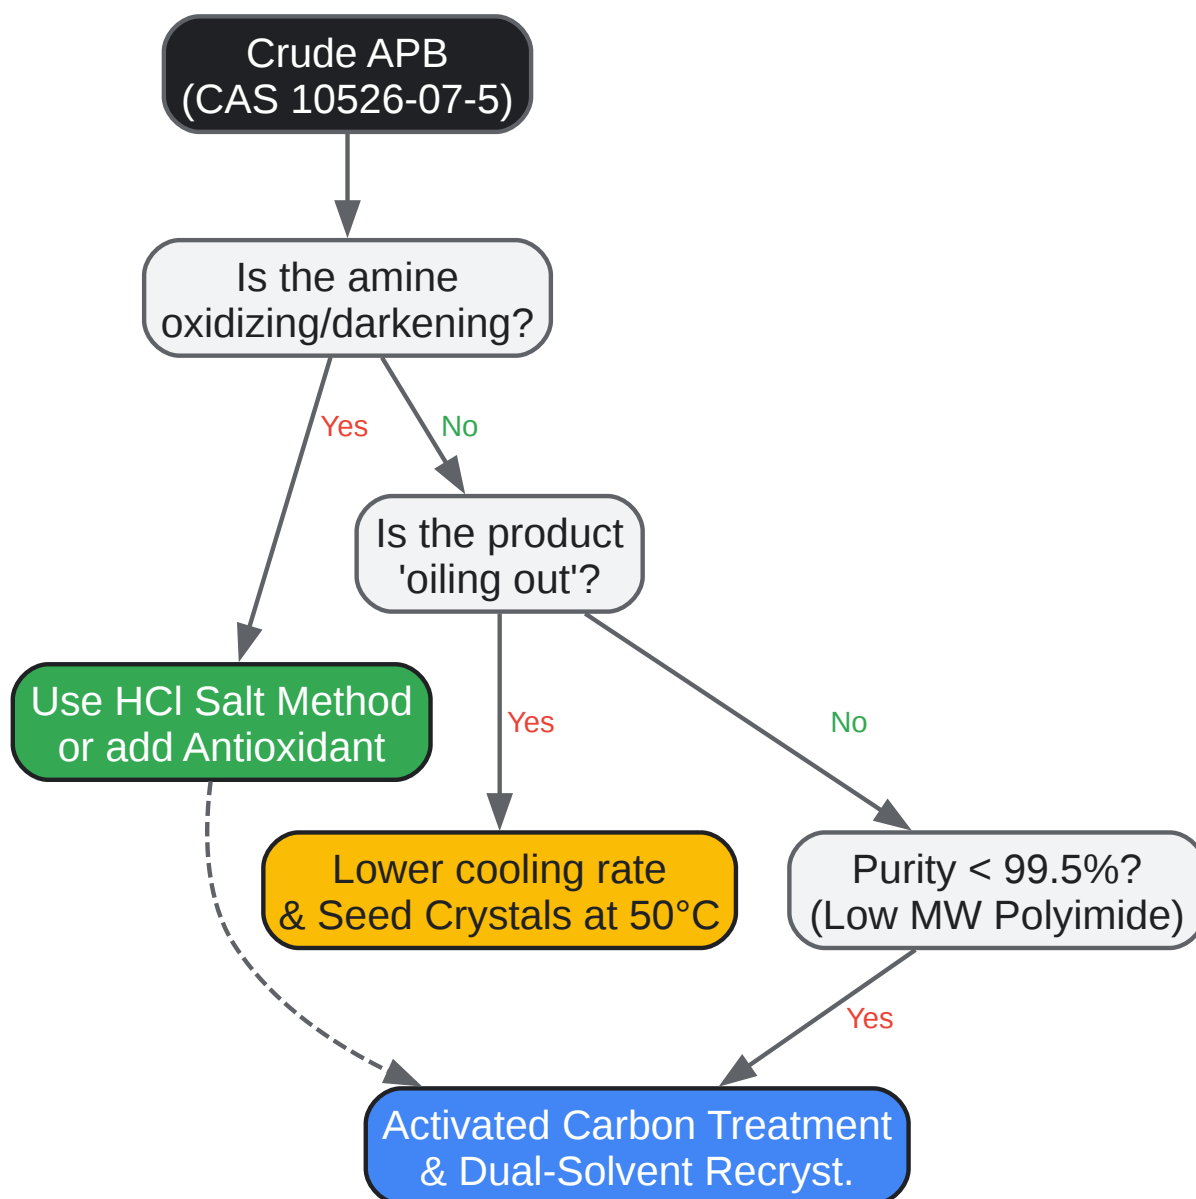 Crude APB
(CAS 10526-07-5)
Is the amine
oxidizing/darkening?
Yes
No
Is the product
'oiling out'?
Use HCl Salt Method
or add Antioxidant
Yes
No
Lower cooling rate
& Seed Crystals at 50°C
Purity < 99.5%?
(Low MW Polyimide)
Yes
Activated Carbon Treatment
& Dual-Solvent Recryst.